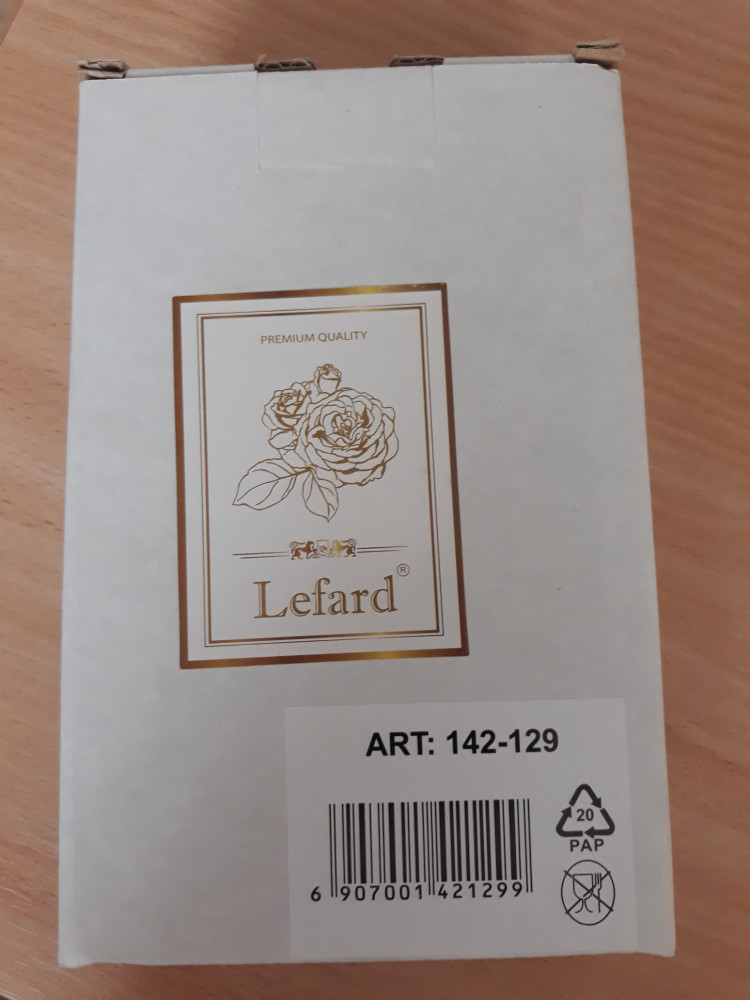 PREMIUM QUALITY
Lefard®
ART: 142-129
20
PAP
6 907001 421299